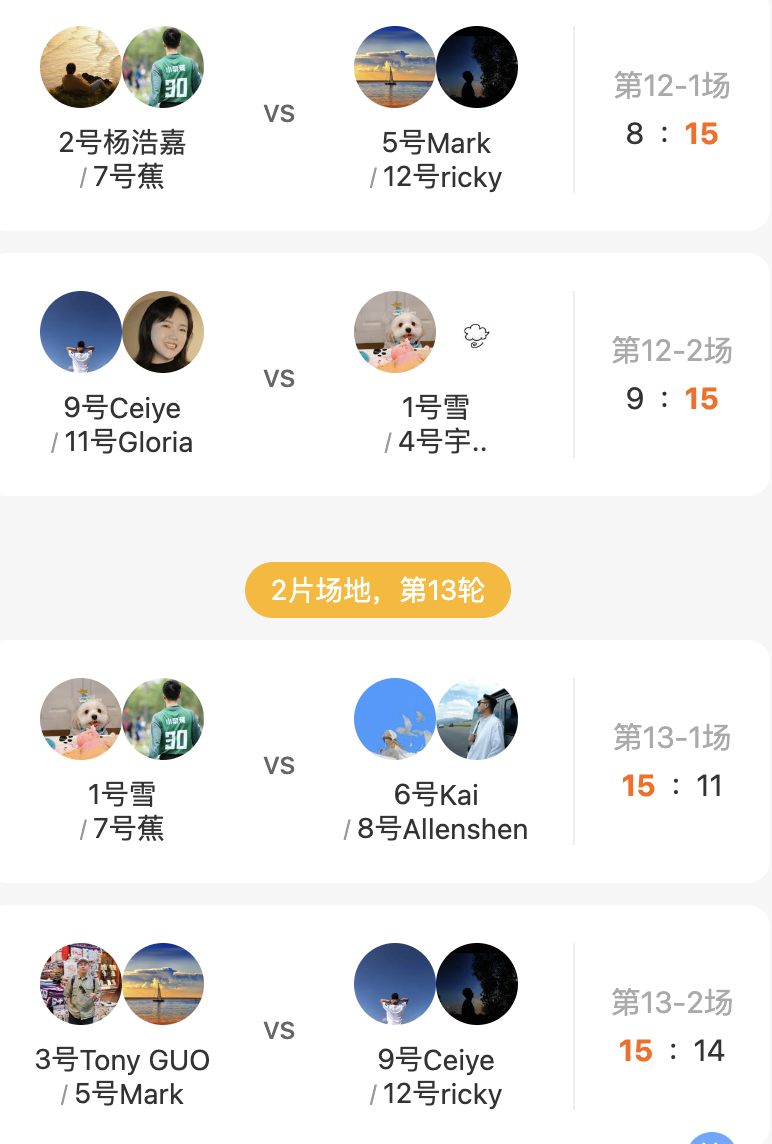 2号杨浩嘉
/ 7号蕉
vs
5号Mark
/ 12号ricky
第12-1场
8 : 15
9号Ceiye
/ 11号Gloria
vs
1号雪
/ 4号宇..
第12-2场
9 : 15
2片场地，第13轮
1号雪
/ 7号蕉
vs
6号Kai
/ 8号Allenshen
第13-1场
15 : 11
3号Tony GUO
/ 5号Mark
vs
9号Ceiye
/ 12号ricky
第13-2场
15 : 14
30
30